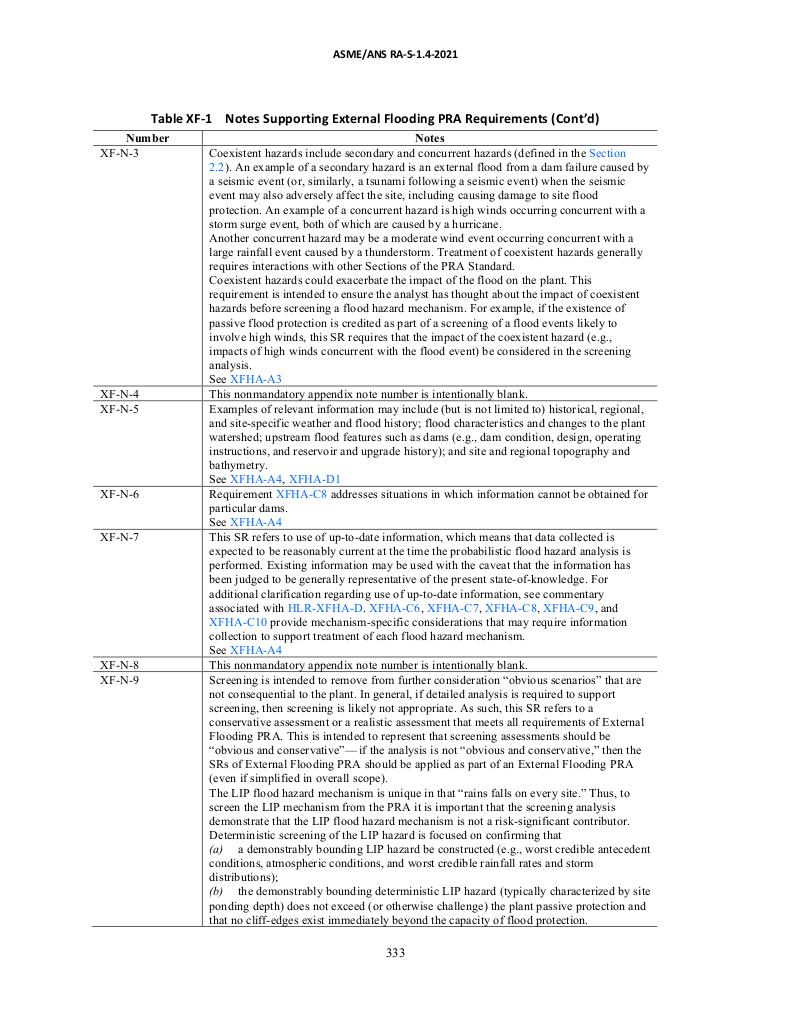 ASME/ANS RA-S-1.4-2021
Table XF-1 Notes Supporting External Flooding PRA Requirements (Cont'd)
Number Notes
XF-N-3 Coexistent hazards include secondary and concurrent hazards (defined in the Section
2.2). An example of a secondary hazard is an external flood from a dam failure caused by
a seismic event (or, similarly, a tsunami following a seismic event) when the seismic
event may also adversely affect the site, including causing damage to site flood
protection. An example of a concurrent hazard is high winds occurring concurrent with a
storm surge event, both of which are caused by a hurricane.
Another concurrent hazard may be a moderate wind event occurring concurrent with a
large rainfall event caused by a thunderstorm. Treatment of coexistent hazards generally
requires interactions with other Sections of the PRA Standard.
Coexistent hazards could exacerbate the impact of the flood on the plant. This
requirement is intended to ensure the analyst has thought about the impact of coexistent
hazards before screening a flood hazard mechanism. For example, if the existence of
passive flood protection is credited as part of a screening of a flood events likely to
involve high winds, this SR requires that the impact of the coexistent hazard (e.g.,
impacts of high winds concurrent with the flood event) be considered in the screening
analysis.
See XFHA-A3
XF-N-4 This nonmandatory appendix note number is intentionally blank.
XF-N-5 Examples of relevant information may include (but is not limited to) historical, regional,
and site-specific weather and flood history; flood characteristics and changes to the plant
watershed; upstream flood features such as dams (e.g., dam condition, design, operating
instructions, and reservoir and upgrade history); and site and regional topography and
bathymetry.
See XFHA-A4, XFHA-D1
XF-N-6 Requirement XFHA-C8 addresses situations in which information cannot be obtained for
particular dams.
See XFHA-A4
XF-N-7 This SR refers to use of up-to-date information, which means that data collected is
expected to be reasonably current at the time the probabilistic flood hazard analysis is
performed. Existing information may be used with the caveat that the information has
been judged to be generally representative of the present state-of-knowledge. For
additional clarification regarding use of up-to-date information, see commentary
associated with HLR-XFHA-D. XFHA-C6, XFHA-C7, XFHA-C8, XFHA-C9, and
XFHA-C10 provide mechanism-specific considerations that may require information
collection to support treatment of each flood hazard mechanism.
See XFHA-A4
XF-N-8 This nonmandatory appendix note number is intentionally blank.
XF-N-9 Screening is intended to remove from further consideration “obvious scenarios” that are
not consequential to the plant. In general, if detailed analysis is required to support
screening, then screening is likely not appropriate. As such, this SR refers to a
conservative assessment or a realistic assessment that meets all requirements of External
Flooding PRA. This is intended to represent that screening assessments should be
“obvious and conservative”—if the analysis is not “obvious and conservative,” then the
SRs of External Flooding PRA should be applied as part of an External Flooding PRA
(even if simplified in overall scope).
The LIP flood hazard mechanism is unique in that “rains falls on every site.” Thus, to
screen the LIP mechanism from the PRA it is important that the screening analysis
demonstrate that the LIP flood hazard mechanism is not a risk-significant contributor.
Deterministic screening of the LIP hazard is focused on confirming that
(a) a demonstrably bounding LIP hazard be constructed (e.g., worst credible antecedent
conditions, atmospheric conditions, and worst credible rainfall rates and storm
distributions);
(b) the demonstrably bounding deterministic LIP hazard (typically characterized by site
ponding depth) does not exceed (or otherwise challenge) the plant passive protection and
that no cliff-edges exist immediately beyond the capacity of flood protection.
333